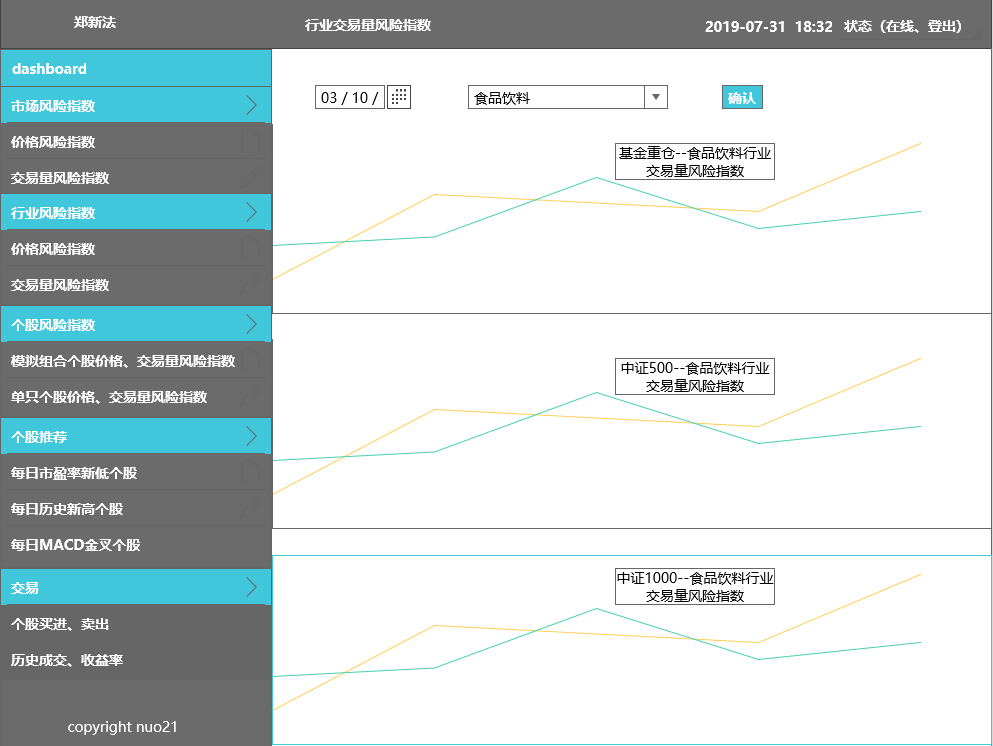 郑新法
行业交易量风险指数
2019-07-31 18:32 状态（在线、登出）
dashboard
市场风险指数
价格风险指数
交易量风险指数
行业风险指数
价格风险指数
交易量风险指数
个股风险指数
模拟组合个股价格、交易量风险指数
单只个股价格、交易量风险指数
个股推荐
每日市盈率新低个股
每日历史新高个股
每日MACD金叉个股
交易
个股买进、卖出
历史成交、收益率
copyright nuo21
03 / 10 /
食品饮料
确认
基金重仓--食品饮料行业
交易量风险指数
中证500--食品饮料行业
交易量风险指数
中证1000--食品饮料行业
交易量风险指数